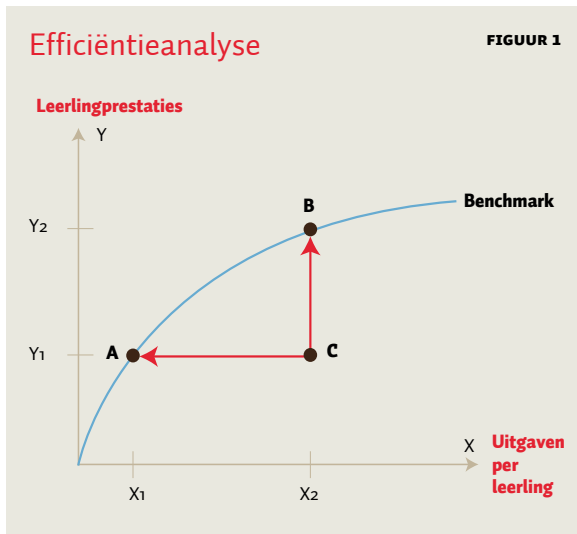 Efficiëntieanalyse
FIGUUR 1
Leerlingprestaties
Y
B
Benchmark
Y2
Y1
A
C
X
Uitgaven
per
leerling
X1
X2